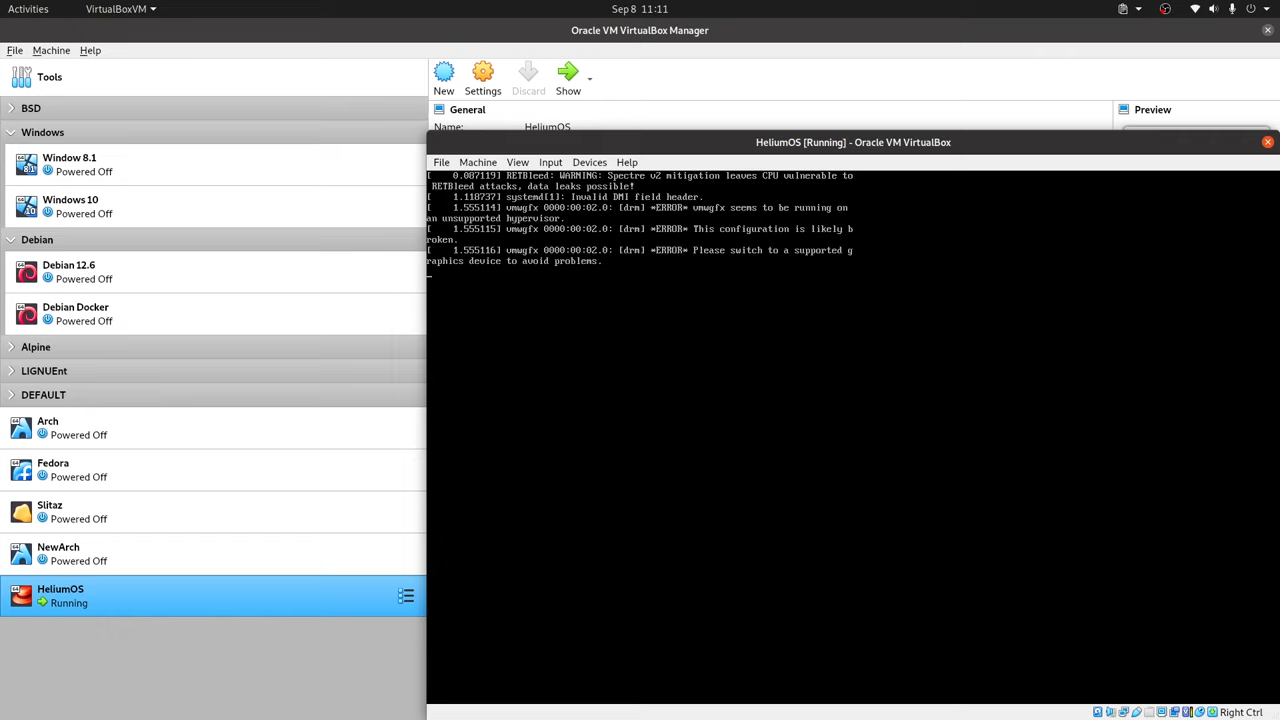 Activities
VirtualBoxVM
Sep 8 11:11
Oracle VM VirtualBox Manager
File Machine Help
Tools
New Settings Discard Show
BSD
Windows
Window 8.1
Powered Off
Windows 10
Powered Off
Debian
Debian 12.6
Powered Off
Debian Docker
Powered Off
Alpine
LIGNUEnt
DEFAULT
Arch
Powered Off
Fedora
Powered Off
Slitaz
Powered Off
NewArch
Powered Off
HeliumOS
Running
General
Name: HeliumOS
Preview
HeliumOS [Running] - Oracle VM VirtualBox
File Machine View Input Devices Help
[    0.087119] RETBleed: WARNING: Spectre v2 mitigation leaves CPU vulnerable to
 RETBleed attacks, data leaks possible!
[    1.118737] systemd[1]: Invalid DMI field header.
[    1.555114] vmwgfx 0000:00:02.0: [drm] *ERROR* vmwgfx seems to be running on
an unsupported hypervisor.
[    1.555115] vmwgfx 0000:00:02.0: [drm] *ERROR* This configuration is likely b
roken.
[    1.555116] vmwgfx 0000:00:02.0: [drm] *ERROR* Please switch to a supported g
raphics device to avoid problems.
Right Ctrl